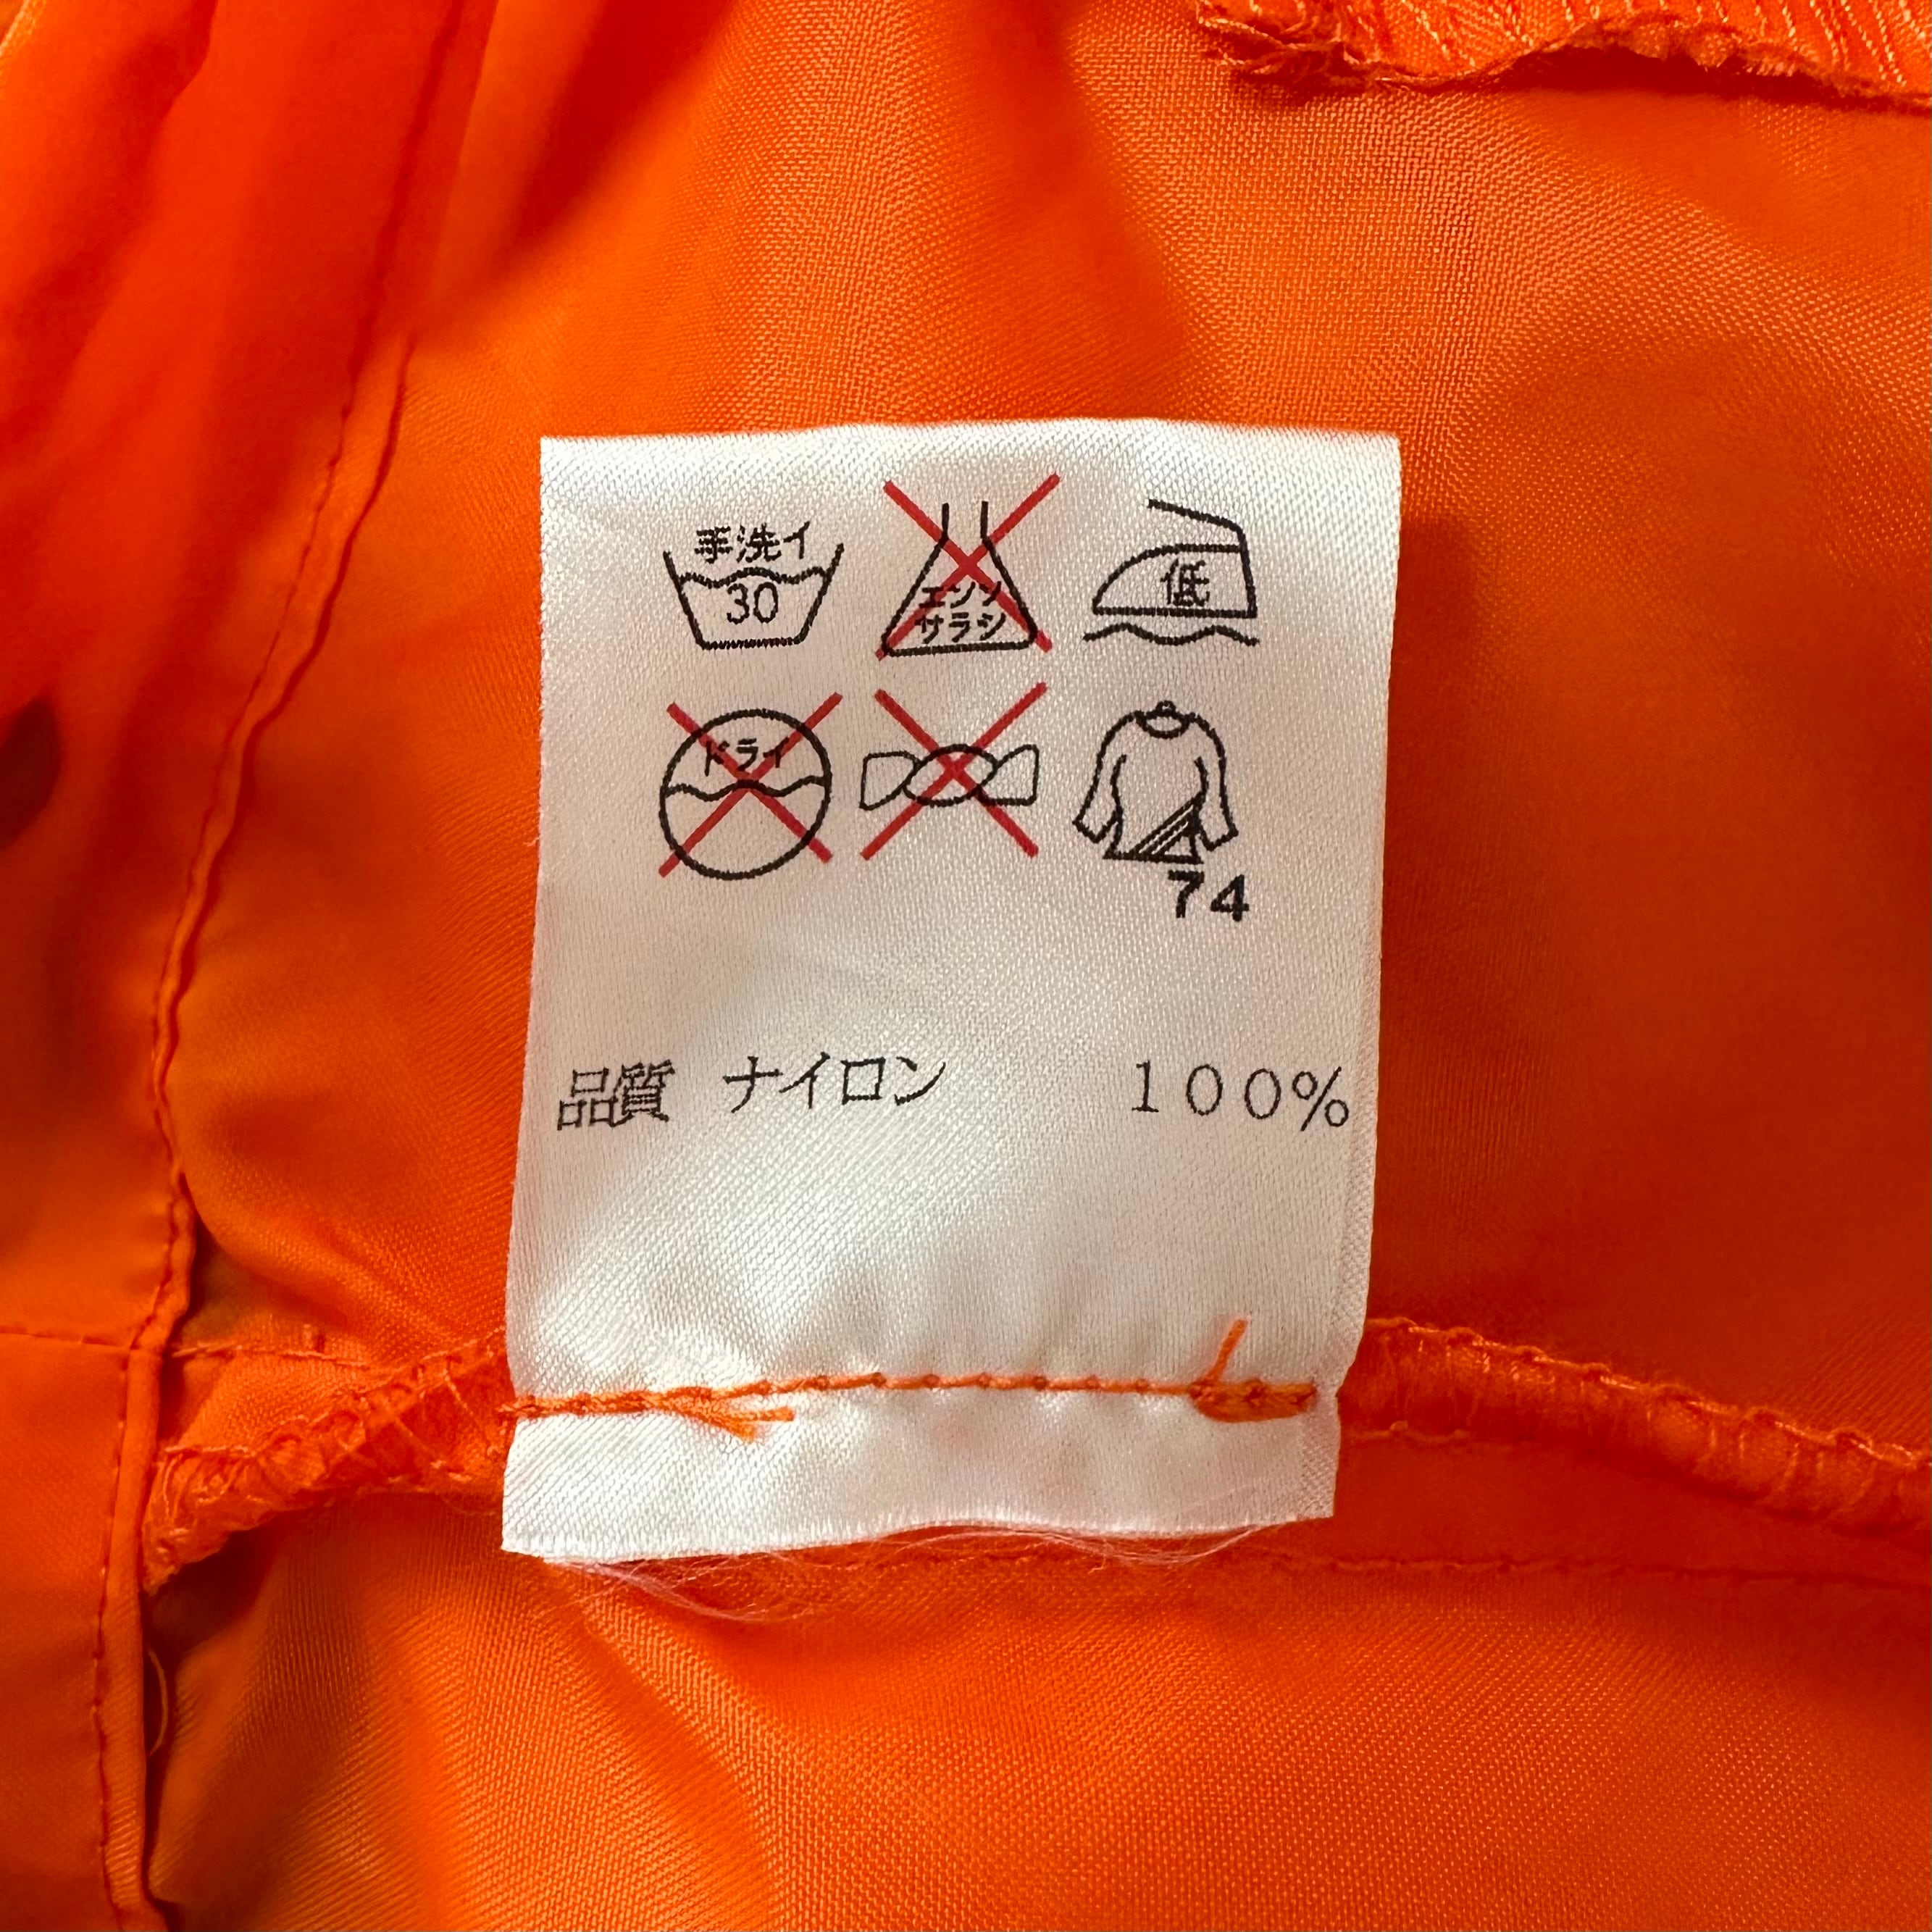 手洗イ
30
エンソ
サラシ
低
ドライ
74
品質 ナイロン 100%